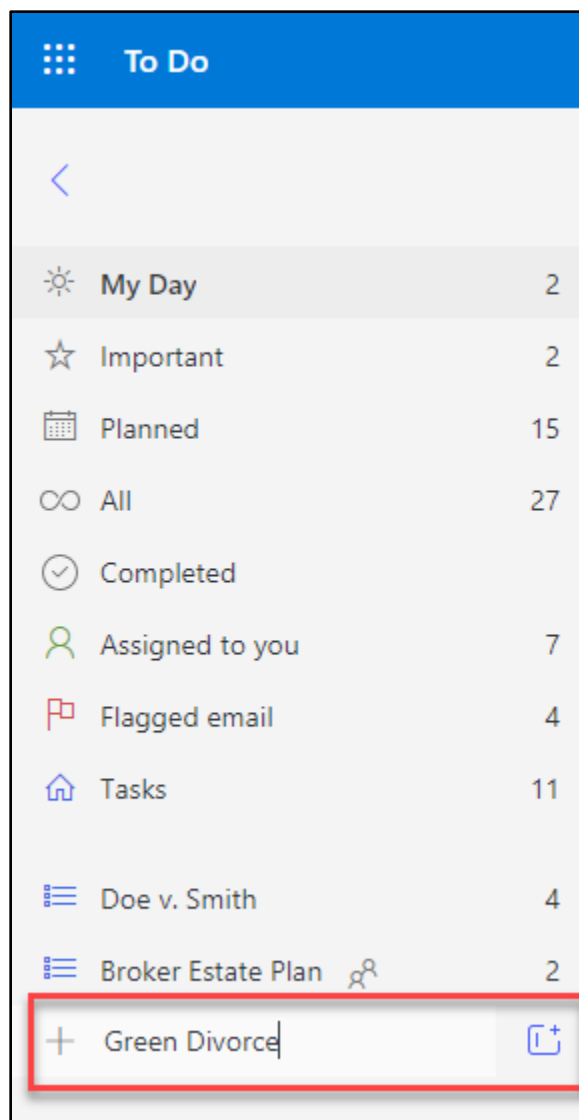 To Do
My Day 2
Important 2
Planned 15
All 27
Completed
Assigned to you 7
Flagged email 4
Tasks 11
Doe v. Smith 4
Broker Estate Plan 2
Green Divorce